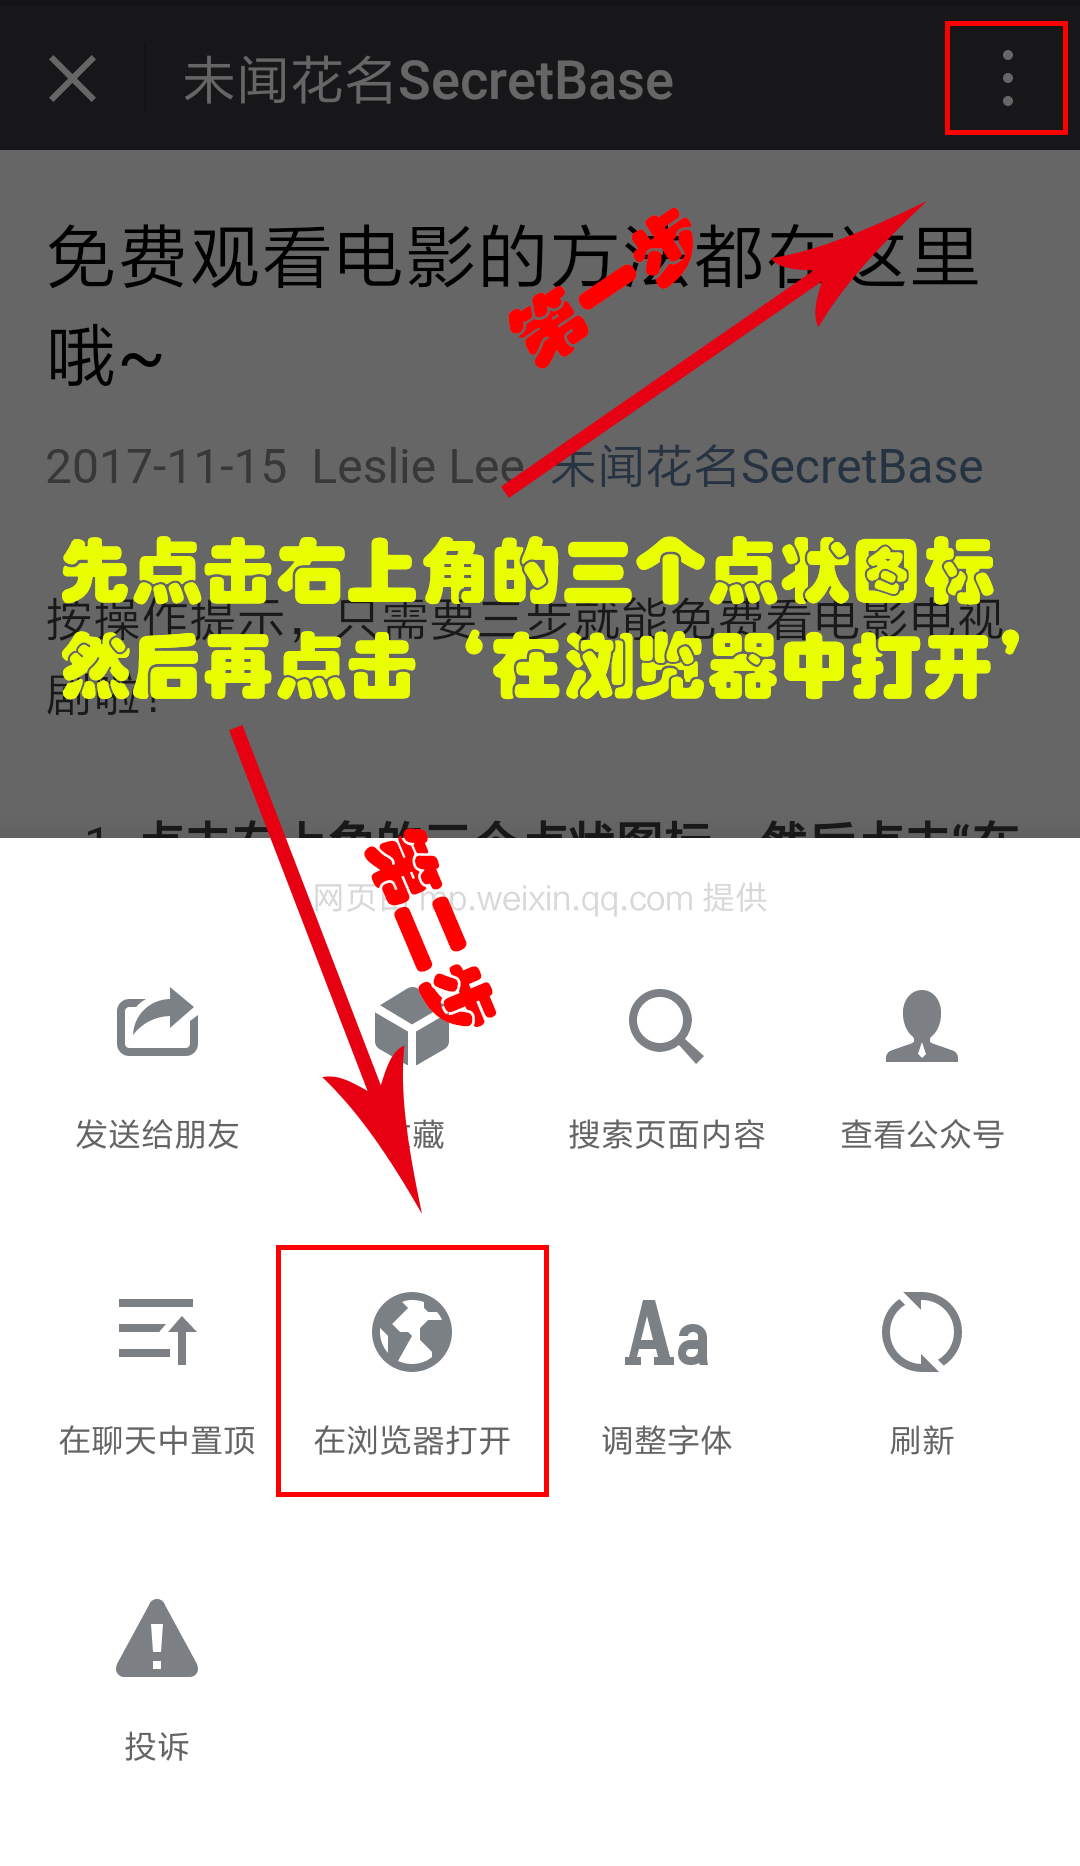 未闻花名SecretBase
免费观看电影的方法都在这里
哦~
第一步
2017-11-15 Leslie Lee 未闻花名SecretBase
先点击右上角的三个点状图标
按操作提示，只需要三步就能免费看电影电视
然后再点击‘在浏览器中打开’
剧啦！
1. 点击右上角的三个点状图标，然后点击“在
第二步
网页由 mp.weixin.qq.com 提供
发送给朋友
收藏
搜索页面内容
查看公众号
在聊天中置顶
在浏览器打开
调整字体
刷新
投诉